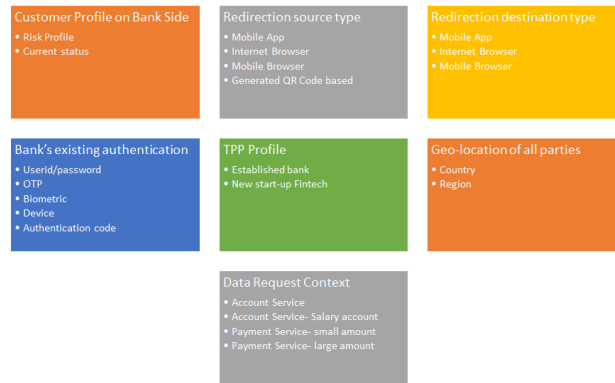 Customer Profile on Bank Side
• Risk Profile
• Current status
Redirection source type
• Mobile App
• Internet Browser
• Mobile Browser
• Generated QR Code based
Redirection destination type
• Mobile App
• Internet Browser
• Mobile Browser
Bank's existing authentication
• Userid/password
• OTP
• Biometric
• Device
• Authentication code
TPP Profile
• Established bank
• New start-up Fintech
Geo-location of all parties
• Country
• Region
Data Request Context
• Account Service
• Account Service- Salary account
• Payment Service- small amount
• Payment Service- large amount